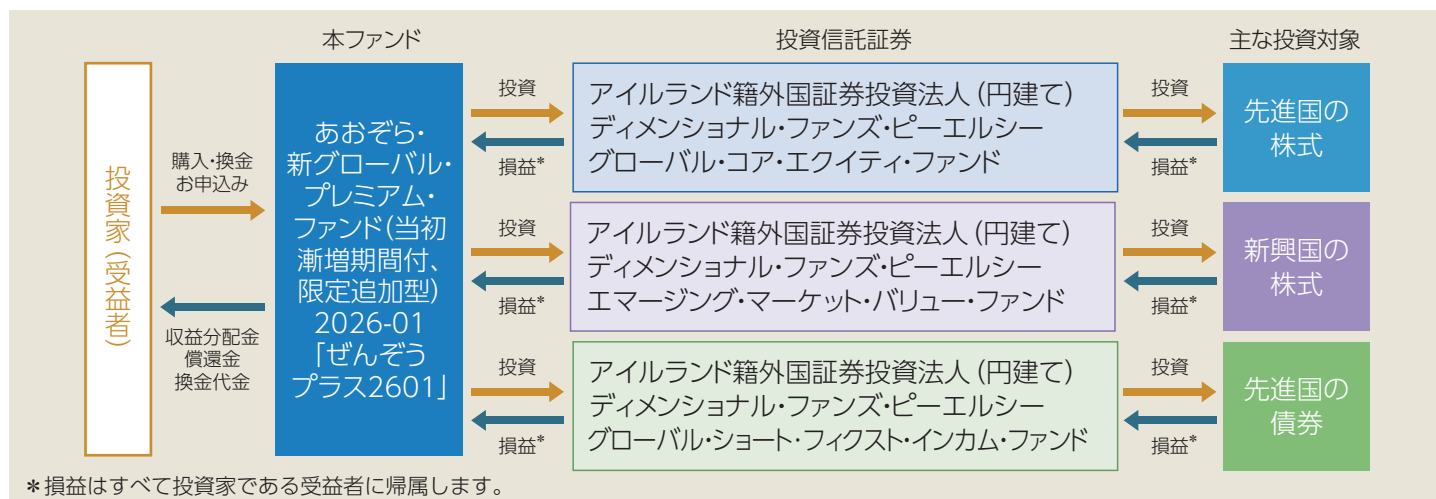 本ファンド
投資信託証券
主な投資対象
投資家(受益者)
購入・換金
お申込み
収益分配金
償還金
換金代金
あおぞら・
新グローバル・
プレミアム・
ファンド(当初
漸増期間付、
限定追加型)
2026-01
「ぜんぞう
プラス2601」
投資
損益*
アイルランド籍外国証券投資法人(円建て)
ディメンショナル・ファンズ・ピーエルシー
グローバル・コア・エクイティ・ファンド
投資
損益*
先進国の
株式
投資
損益*
アイルランド籍外国証券投資法人(円建て)
ディメンショナル・ファンズ・ピーエルシー
エマージング・マーケット・バリュー・ファンド
投資
損益*
新興国の
株式
投資
損益*
アイルランド籍外国証券投資法人(円建て)
ディメンショナル・ファンズ・ピーエルシー
グローバル・ショート・フィクスト・インカム・ファンド
投資
損益*
先進国の
債券
*損益はすべて投資家である受益者に帰属します。